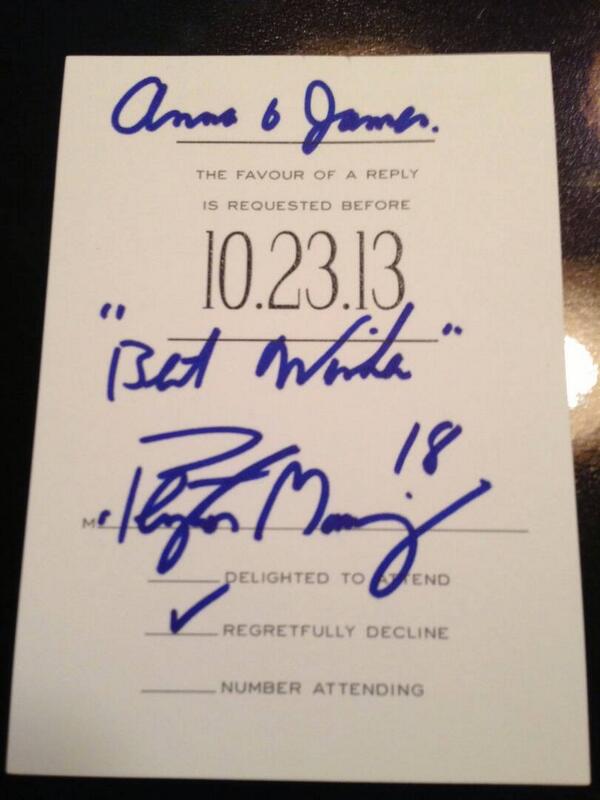 Anna & James.
THE FAVOUR OF A REPLY
IS REQUESTED BEFORE
10.23.13
"Best Wishes"
18
M Peyton Manning
DELIGHTED TO ATTEND
✓ REGRETFULLY DECLINE
NUMBER ATTENDING